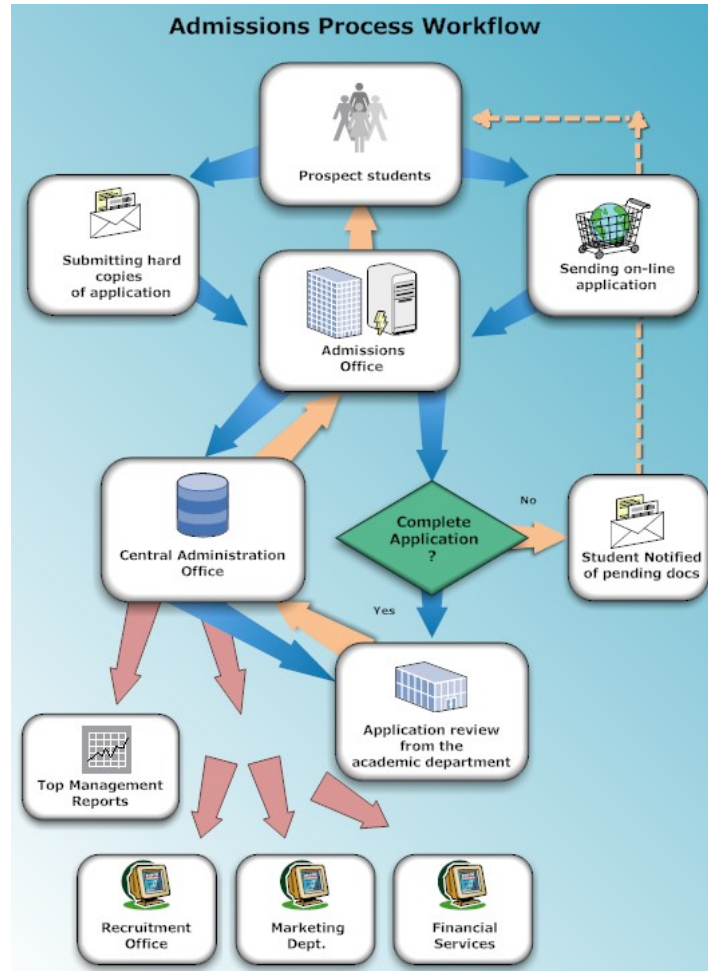 Admissions Process Workflow
Prospect students
Submitting hard
copies
of application
Sending on-line
application
Admissions
Office
Central Administration
Office
Complete
Application
?
No
Student Notified
of pending docs
Yes
Application review
from the
academic department
Top Management
Reports
Recruitment
Office
Marketing
Dept.
Financial
Services